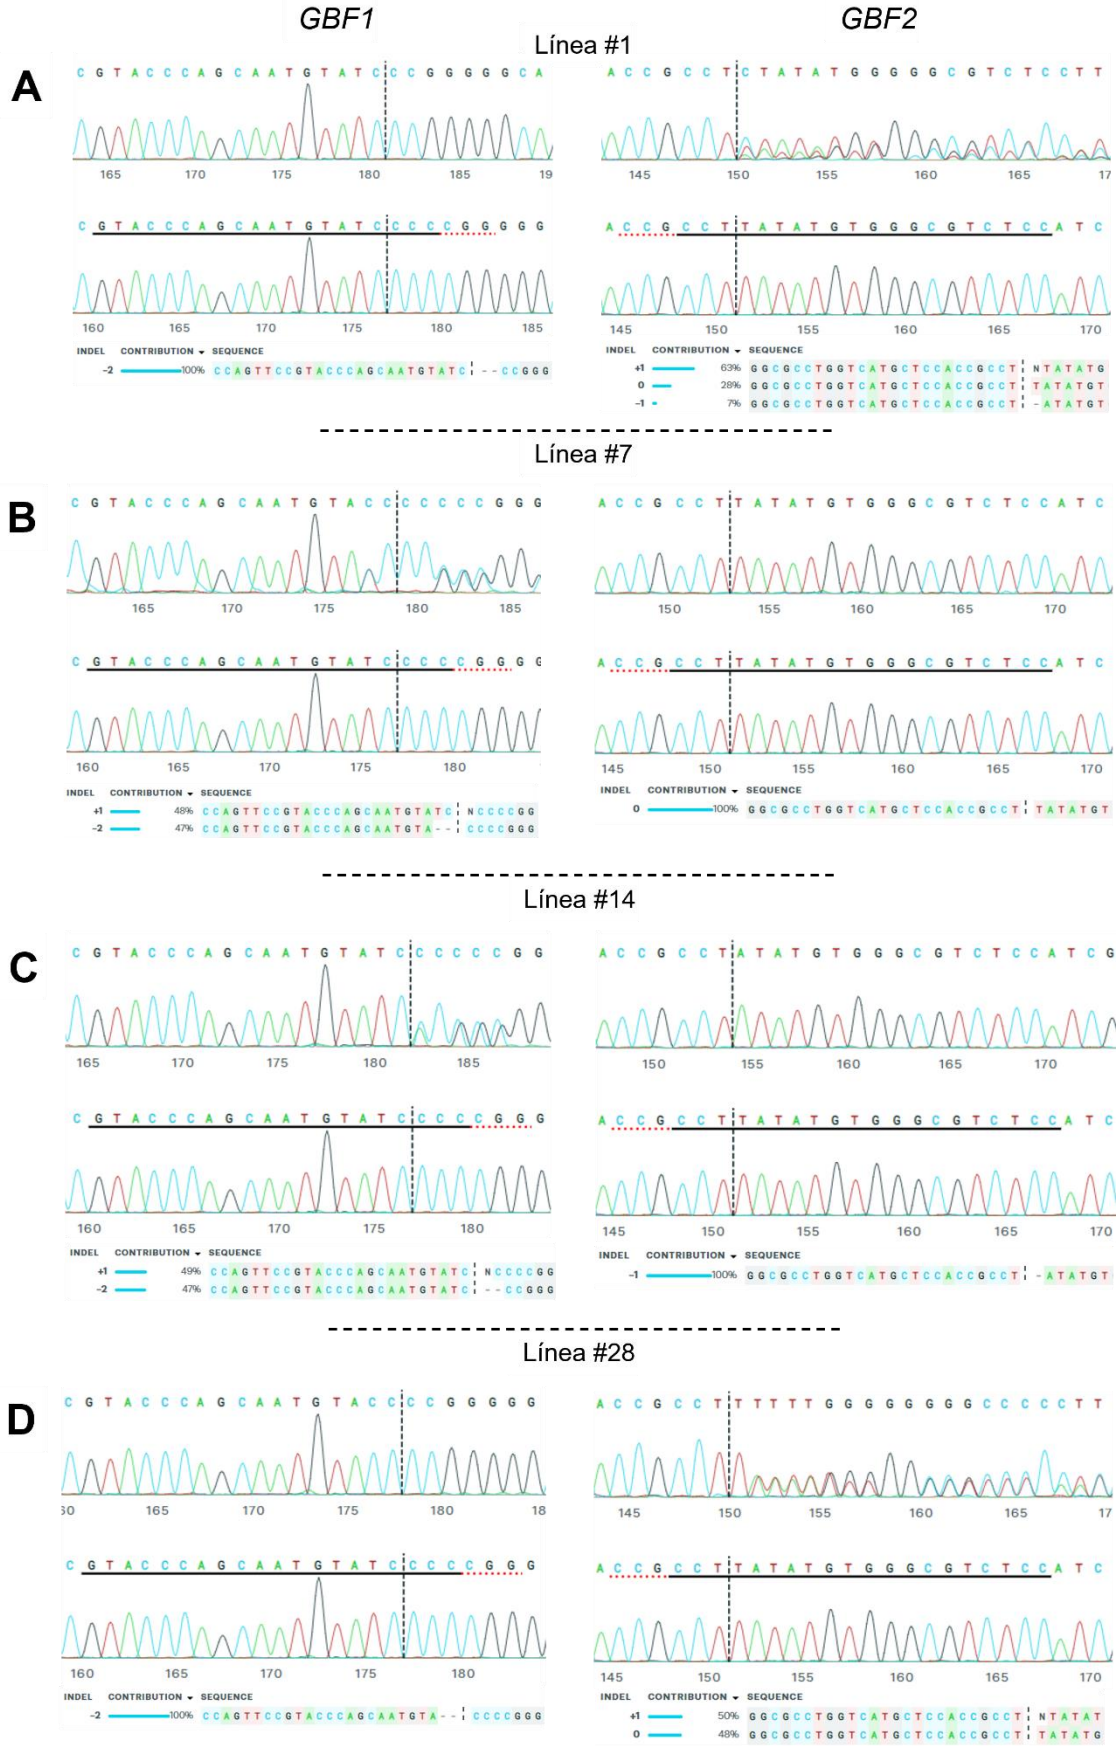 GBF1 GBF2
Línea #1
A
C G T A C C C A G C A A T G T A T C C C G G G G G C A
A C C G C C T C T A T A T G G G G G C G T C T C C T T
165 170 175 180 185 19
145 150 155 160 165 17
C G T A C C C A G C A A T G T A T C C C C C G G G G G
A C C G C C T T A T A T G T G G G C G T C T C C A T C
160 165 170 175 180 185
145 150 155 160 165 170
INDEL CONTRIBUTION SEQUENCE
-2 100% C C A G T T C C G T A C C C A G C A A T G T A T C - - C C G G G
INDEL CONTRIBUTION SEQUENCE
+1 63% G G C G C C T G G T C A T G C T C C A C C G C C T N T A T A T G
0 28% G G C G C C T G G T C A T G C T C C A C C G C C T T A T A T G T
-1 7% G G C G C C T G G T C A T G C T C C A C C G C C T - A T A T G T
Línea #7
B
C G T A C C C A G C A A T G T A C C C C C C C G G G
A C C G C C T T A T A T G T G G G C G T C T C C A T C
165 170 175 180 185
150 155 160 165 170
C G T A C C C A G C A A T G T A T C C C C C G G G G
A C C G C C T T A T A T G T G G G C G T C T C C A T C
160 165 170 175 180
145 150 155 160 165 170
INDEL CONTRIBUTION SEQUENCE
+1 48% C C A G T T C C G T A C C C A G C A A T G T A T C N C C C C G G
-2 47% C C A G T T C C G T A C C C A G C A A T G T A - - C C C C G G G
INDEL CONTRIBUTION SEQUENCE
0 100% G G C G C C T G G T C A T G C T C C A C C G C C T T A T A T G T
Línea #14
C
C G T A C C C A G C A A T G T A T C C C C C C G G
A C C G C C T A T A T G T G G G C G T C T C C A T C G
165 170 175 180 185
150 155 160 165 170
C G T A C C C A G C A A T G T A T C C C C C G G G
A C C G C C T T A T A T G T G G G C G T C T C C A T C
160 165 170 175 180
145 150 155 160 165 170
INDEL CONTRIBUTION SEQUENCE
+1 49% C C A G T T C C G T A C C C A G C A A T G T A T C N C C C C G G
-2 47% C C A G T T C C G T A C C C A G C A A T G T A T C - - C C G G G
INDEL CONTRIBUTION SEQUENCE
-1 100% G G C G C C T G G T C A T G C T C C A C C G C C T - A T A T G T
Línea #28
D
C G T A C C C A G C A A T G T A C C C C G G G G G
A C C G C C T T T T T T G G G G G G G G C C C C C T T
60 165 170 175 180 18
145 150 155 160 165 17
C G T A C C C A G C A A T G T A T C C C C C G G G G
A C C G C C T T A T A T G T G G G C G T C T C C A T C
160 165 170 175 180
145 150 155 160 165 170
INDEL CONTRIBUTION SEQUENCE
-2 100% C C A G T T C C G T A C C C A G C A A T G T A - - C C C C G G G
INDEL CONTRIBUTION SEQUENCE
+1 50% G G C G C C T G G T C A T G C T C C A C C G C C T N T A T A T
0 48% G G C G C C T G G T C A T G C T C C A C C G C C T T A T A T G